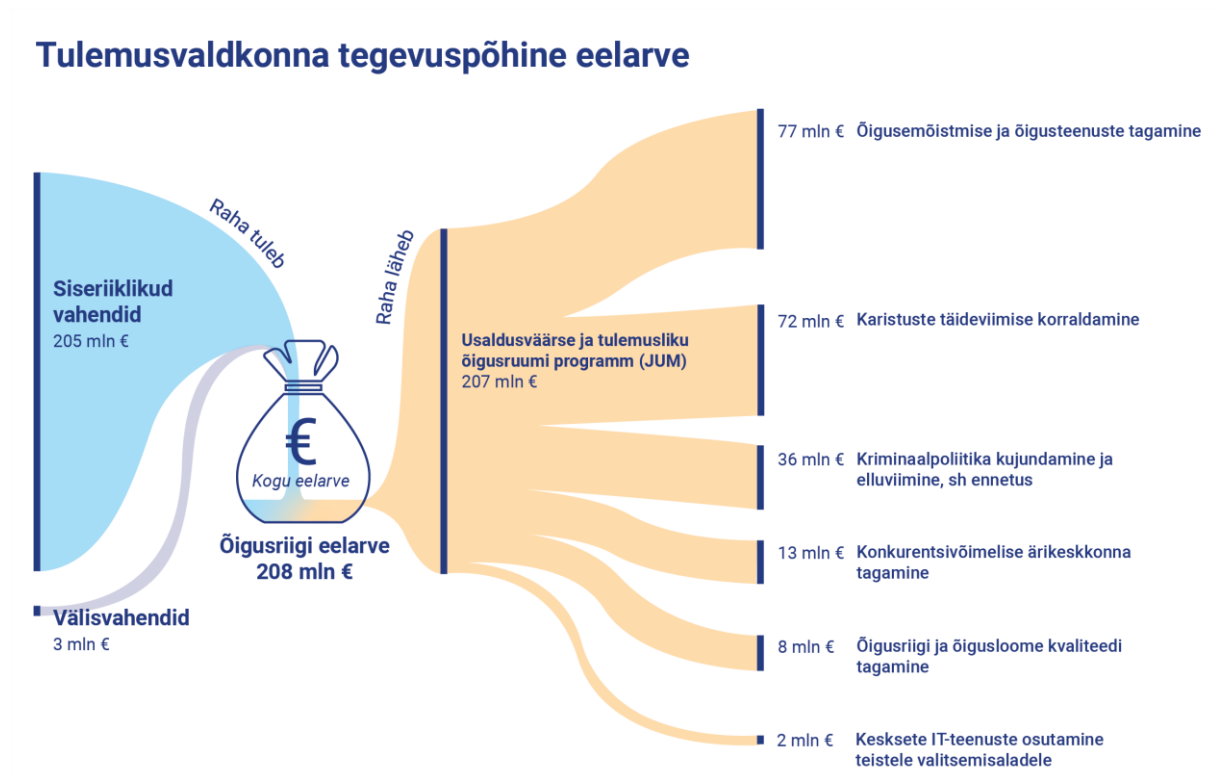 Tulemusvaldkonna tegevuspõhine eelarve
Raha tuleb
Siseriiklikud
vahendid
205 mln €
Välisvahendid
3 mln €
€
Kogu eelarve
Õigusriigi eelarve
208 mln €
Raha läheb
Usaldusväärse ja tulemusliku
õigusruumi programm (JUM)
207 mln €
77 mln € Õigusemõistmise ja õigusteenuste tagamine
72 mln € Karistuste täideviimise korraldamine
36 mln € Kriminaalpoliitika kujundamine ja
elluviimine, sh ennetus
13 mln € Konkurentsivõimelise ärikeskkonna
tagamine
8 mln € Õigusriigi ja õigusloome kvaliteedi
tagamine
2 mln € Kesksete IT-teenuste osutamine
teistele valitsemisaladele